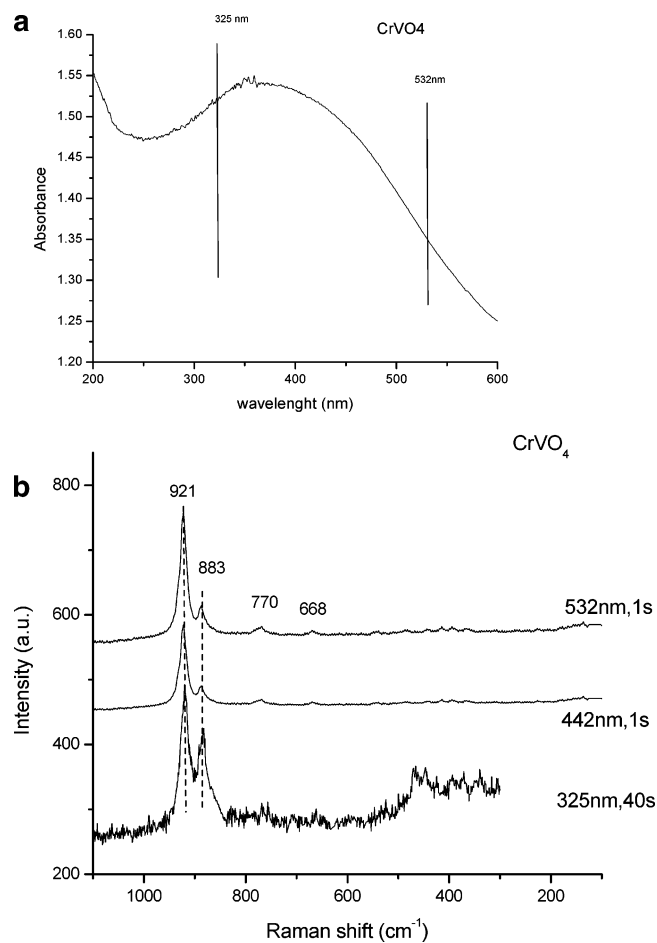 a
325 nm
CrVO4
532nm
1.60
1.55
1.50
1.45
1.40
1.35
1.30
1.25
1.20
Absorbance
200
300
400
500
600
wavelenght (nm)
b
CrVO4
800
600
400
200
Intensity (a.u.)
921
883
770
668
532nm,1s
442nm,1s
325nm,40s
1000
800
600
400
200
Raman shift (cm-1)